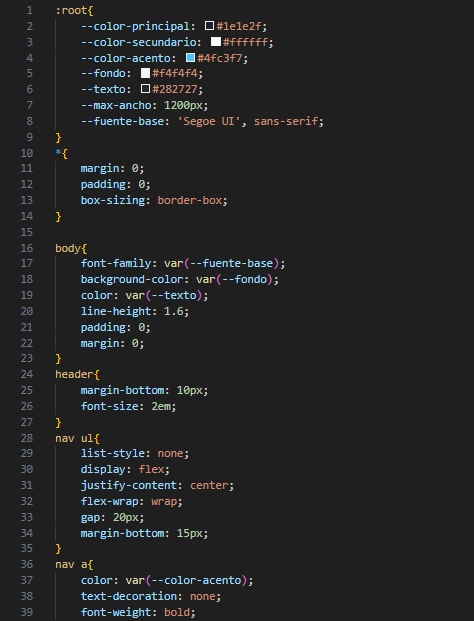 1 :root{
2 --color-principal: #1e1e2f;
3 --color-secundario: #ffffff;
4 --color-acento: #4fc3f7;
5 --fondo: #f4f4f4;
6 --texto: #282727;
7 --max-ancho: 1200px;
8 --fuente-base: 'Segoe UI', sans-serif;
9 }
10 *{
11 margin: 0;
12 padding: 0;
13 box-sizing: border-box;
14 }
15
16 body{
17 font-family: var(--fuente-base);
18 background-color: var(--fondo);
19 color: var(--texto);
20 line-height: 1.6;
21 padding: 0;
22 margin: 0;
23 }
24 header{
25 margin-bottom: 10px;
26 font-size: 2em;
27 }
28 nav ul{
29 list-style: none;
30 display: flex;
31 justify-content: center;
32 flex-wrap: wrap;
33 gap: 20px;
34 margin-bottom: 15px;
35 }
36 nav a{
37 color: var(--color-acento);
38 text-decoration: none;
39 font-weight: bold;